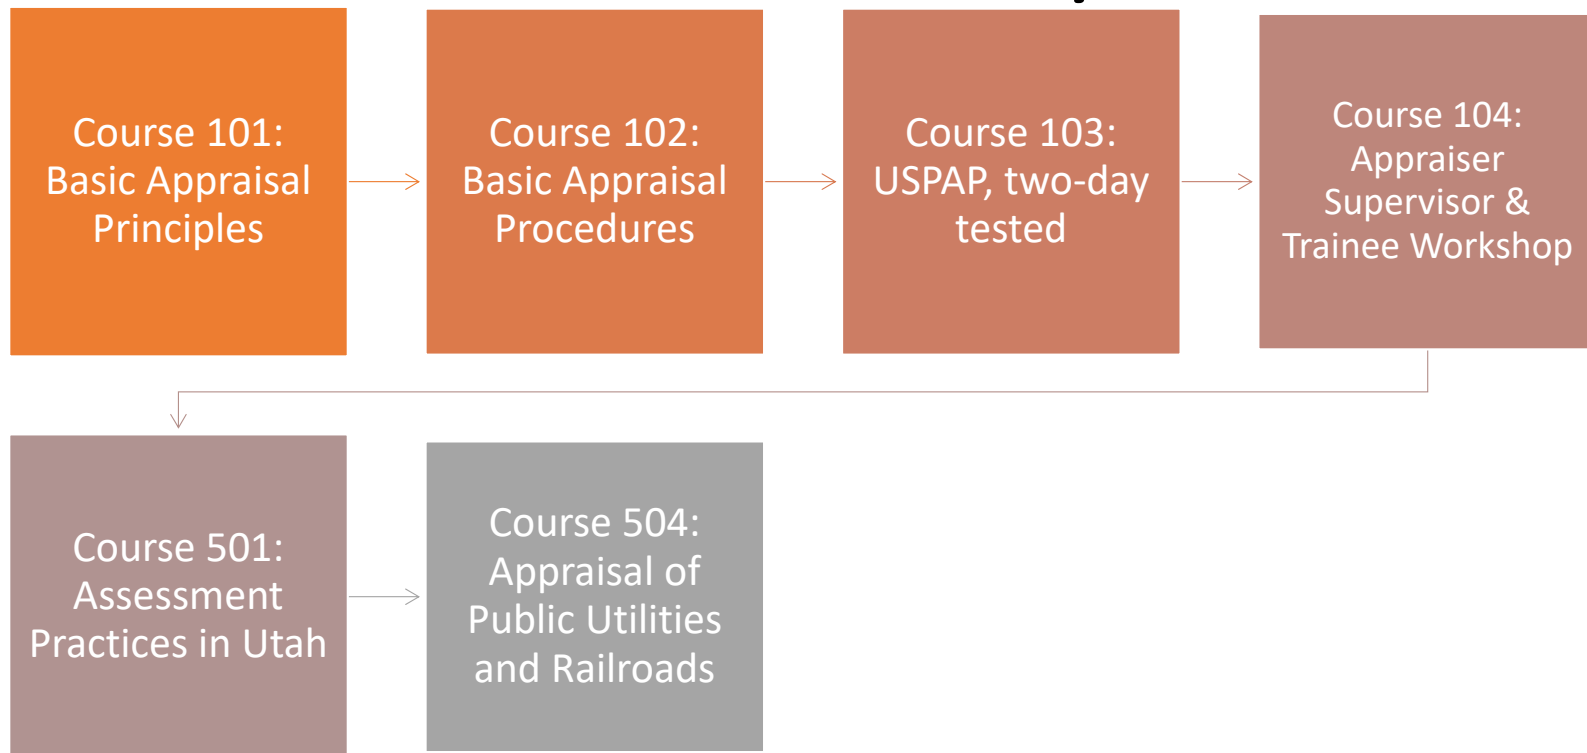 Course 101:
Basic Appraisal
Principles
Course 102:
Basic Appraisal
Procedures
Course 103:
USPAP, two-day
tested
Course 104:
Appraiser
Supervisor &
Trainee Workshop
Course 501:
Assessment
Practices in Utah
Course 504:
Appraisal of
Public Utilities
and Railroads